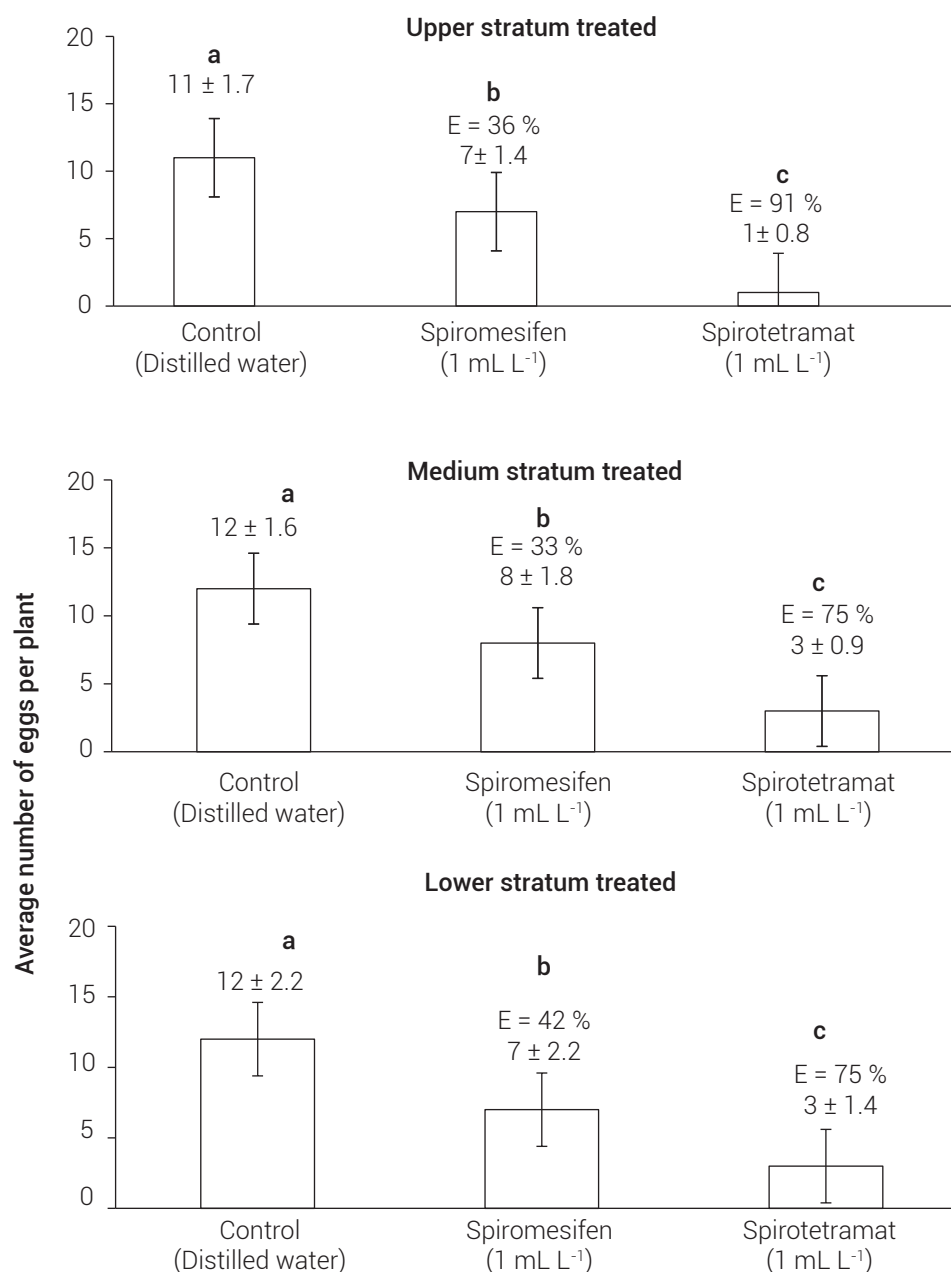 Upper stratum treated
20
15
10
5
0
a
11 ± 1.7
b
E = 36 %
7± 1.4
c
E = 91 %
1± 0.8
Control
(Distilled water)
Spiromesifen
(1 mL L⁻¹)
Spirotetramat
(1 mL L⁻¹)
Average number of eggs per plant
Medium stratum treated
20
15
10
5
0
a
12 ± 1.6
b
E = 33 %
8 ± 1.8
c
E = 75 %
3 ± 0.9
Control
(Distilled water)
Spiromesifen
(1 mL L⁻¹)
Spirotetramat
(1 mL L⁻¹)
Lower stratum treated
20
15
10
5
0
a
12 ± 2.2
b
E = 42 %
7 ± 2.2
c
E = 75 %
3 ± 1.4
Control
(Distilled water)
Spiromesifen
(1 mL L⁻¹)
Spirotetramat
(1 mL L⁻¹)